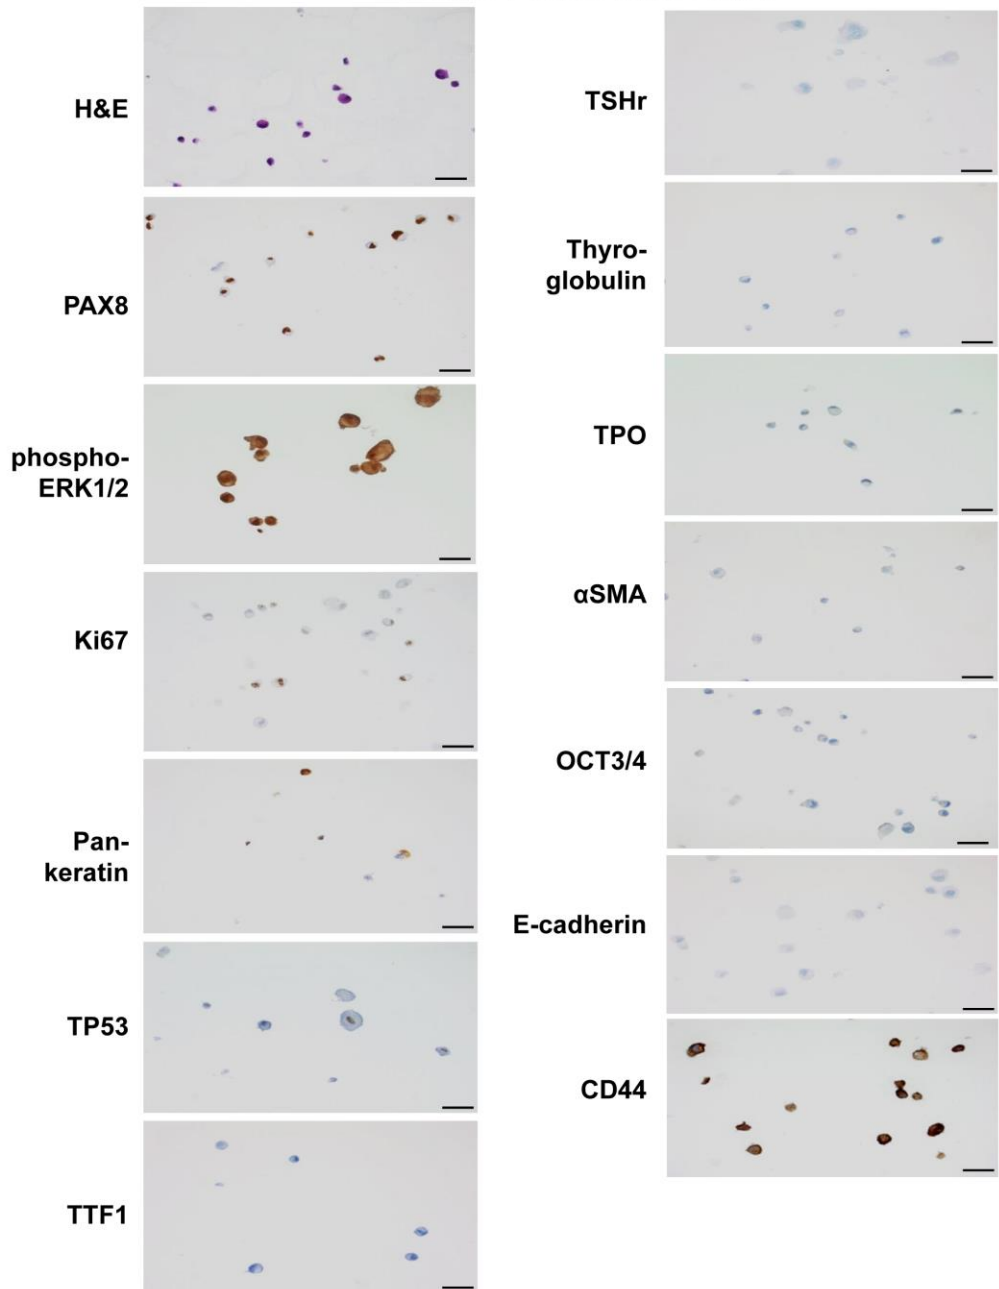 H&E
PAX8
phospho-
ERK1/2
Ki67
Pan-
keratin
TP53
TTF1
TSHr
Thyro-
globulin
TPO
αSMA
OCT3/4
E-cadherin
CD44